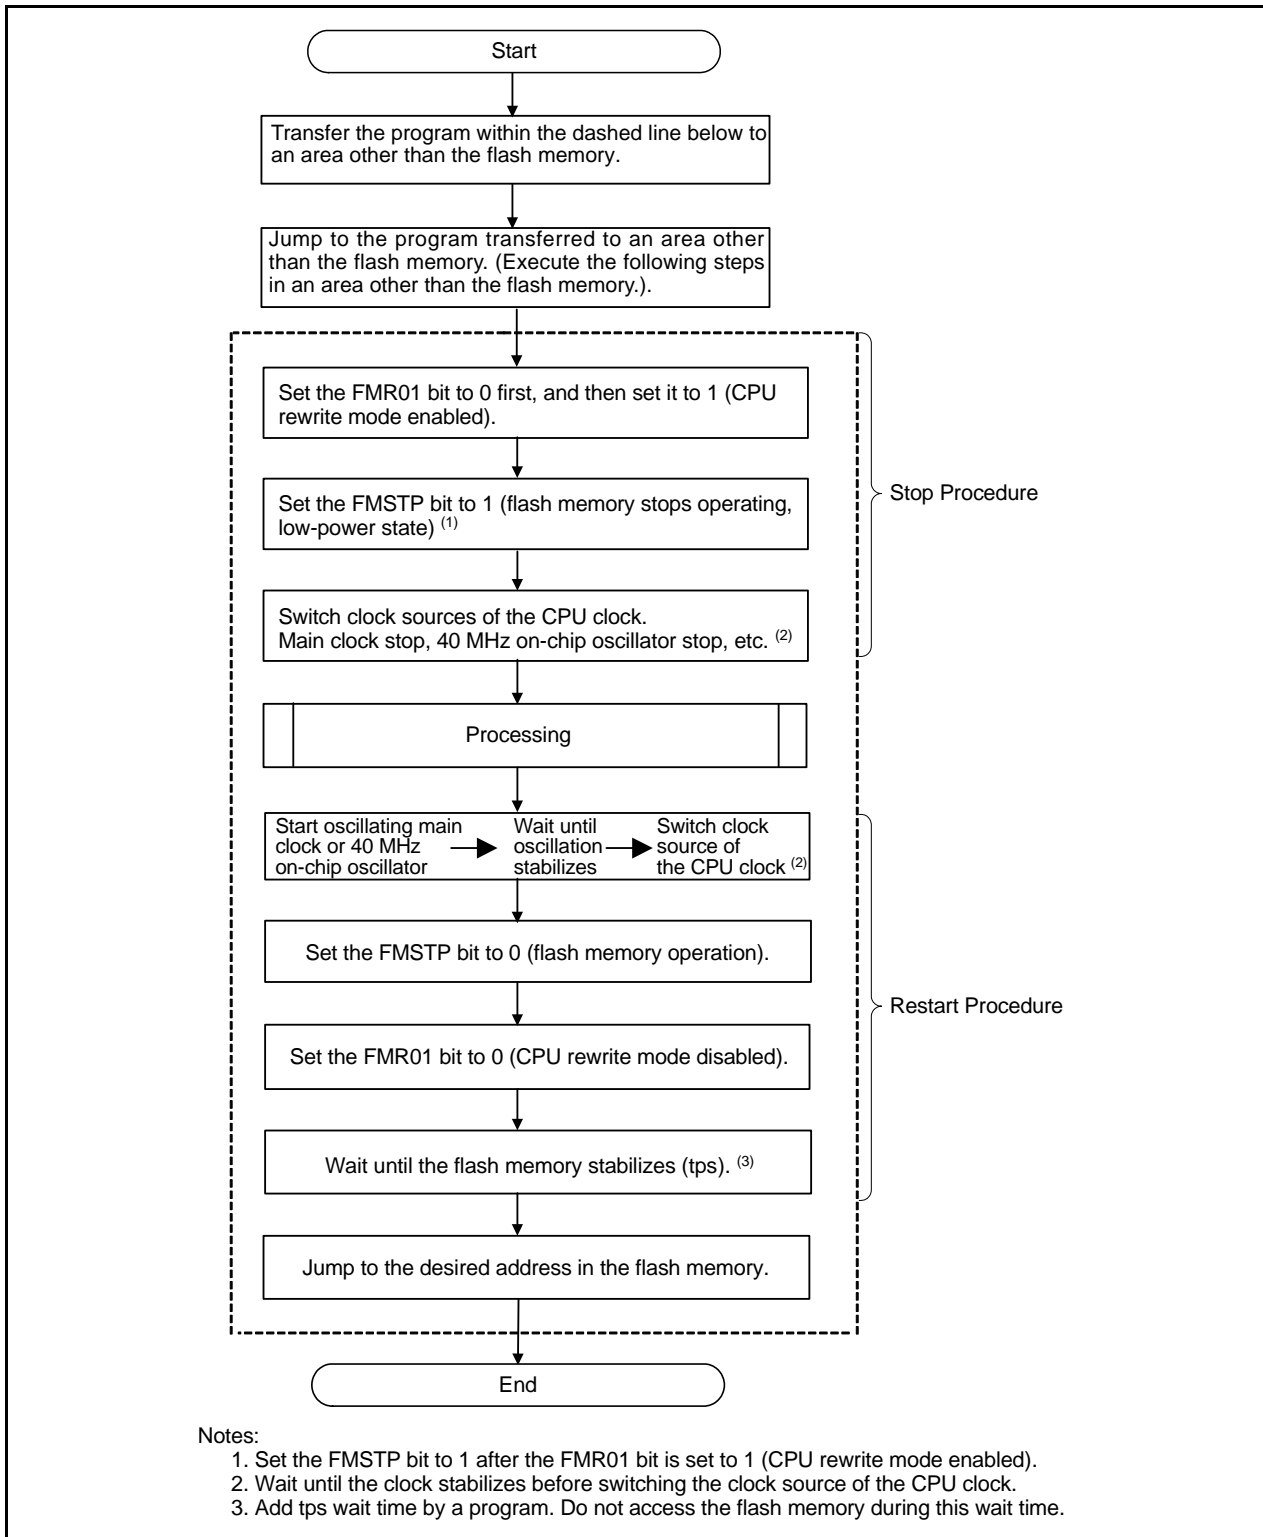 Start
Transfer the program within the dashed line below to
an area other than the flash memory.
Jump to the program transferred to an area other
than the flash memory. (Execute the following steps
in an area other than the flash memory.).
Set the FMR01 bit to 0 first, and then set it to 1 (CPU
rewrite mode enabled).
Set the FMSTP bit to 1 (flash memory stops operating,
low-power state) (1)
Stop Procedure
Switch clock sources of the CPU clock.
Main clock stop, 40 MHz on-chip oscillator stop, etc. (2)
Processing
Start oscillating main
clock or 40 MHz
on-chip oscillator
Wait until
oscillation
stabilizes
Switch clock
source of
the CPU clock (2)
Set the FMSTP bit to 0 (flash memory operation).
Restart Procedure
Set the FMR01 bit to 0 (CPU rewrite mode disabled).
Wait until the flash memory stabilizes (tps). (3)
Jump to the desired address in the flash memory.
End
Notes:
1. Set the FMSTP bit to 1 after the FMR01 bit is set to 1 (CPU rewrite mode enabled).
2. Wait until the clock stabilizes before switching the clock source of the CPU clock.
3. Add tps wait time by a program. Do not access the flash memory during this wait time.